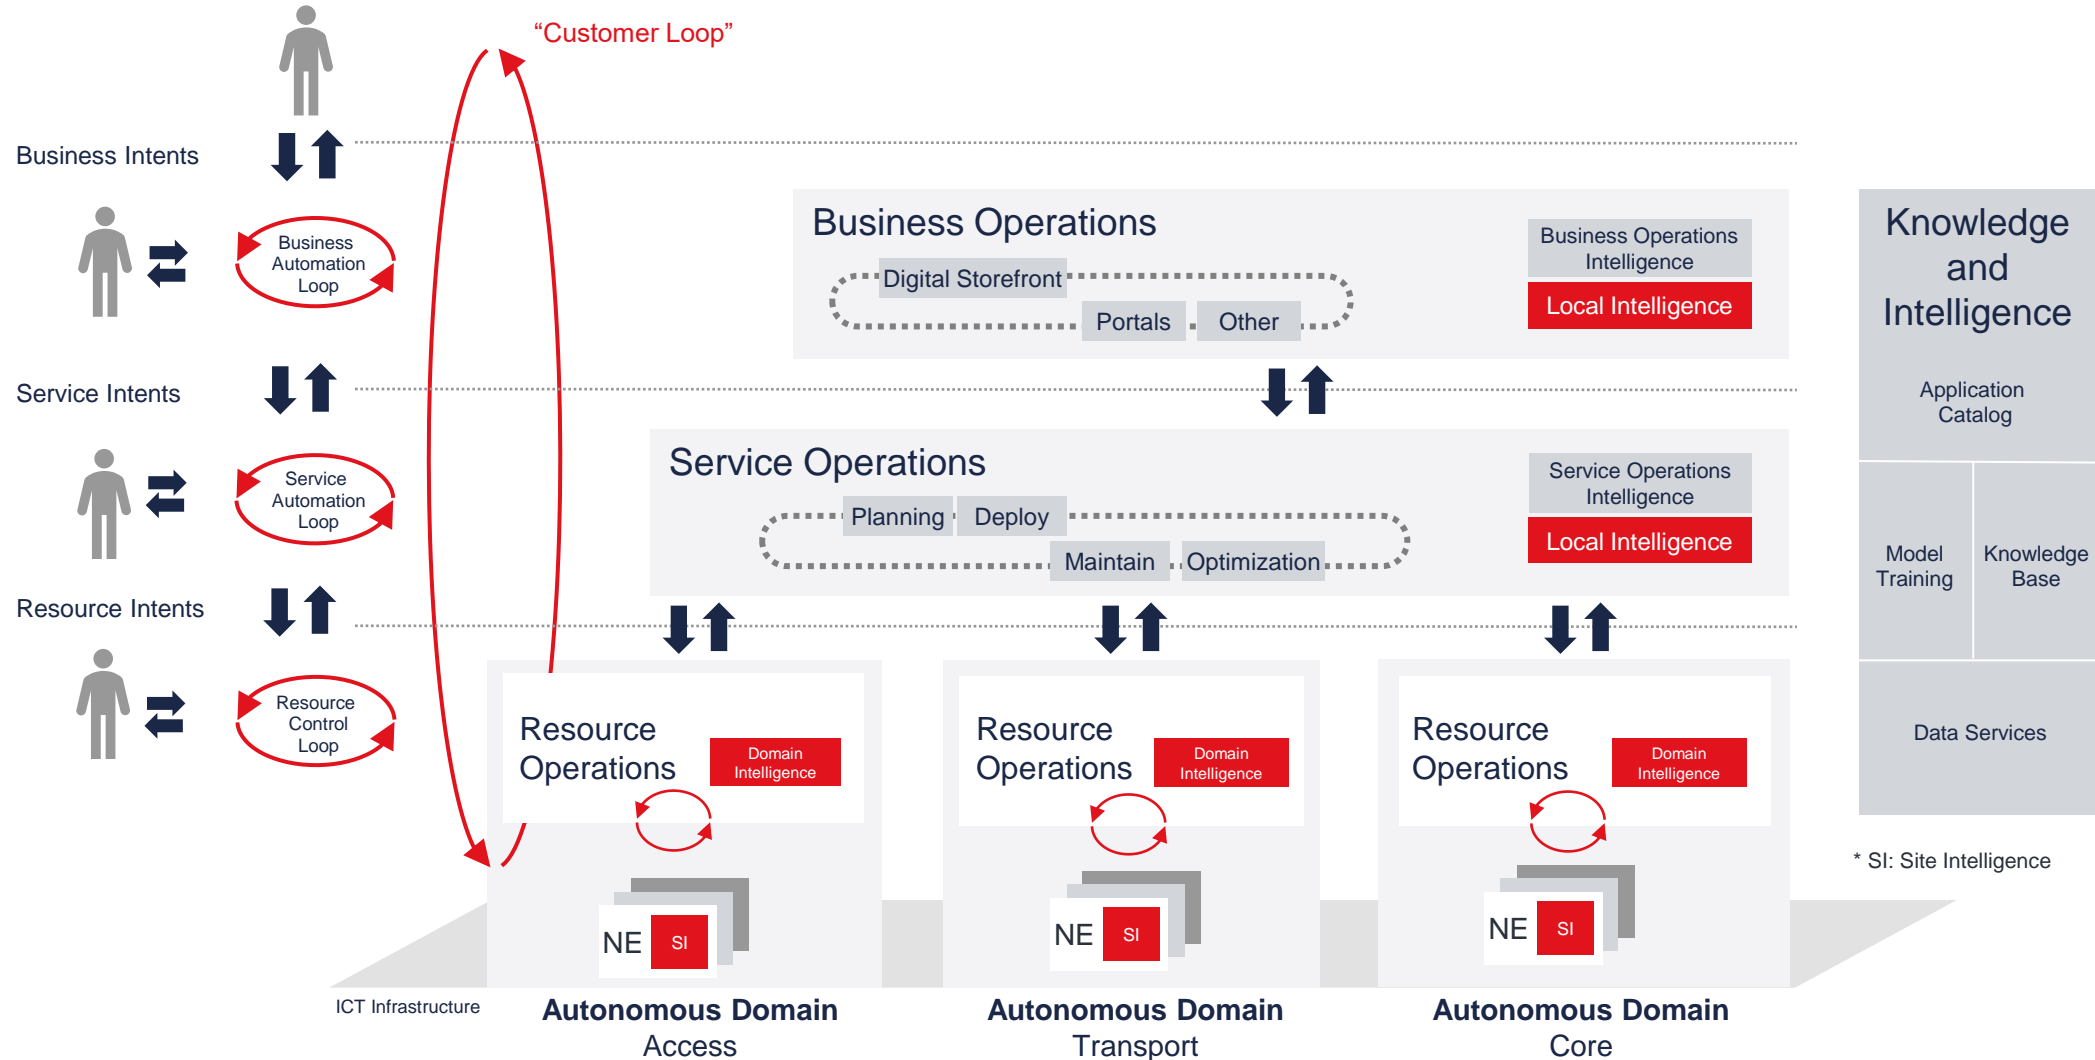 “Customer Loop”
Business Intents
Business
Automation
Loop
Service Intents
Service
Automation
Loop
Resource Intents
Resource
Control
Loop
Business Operations
Digital Storefront
Portals
Other
Business Operations
Intelligence
Local Intelligence
Service Operations
Planning
Deploy
Maintain
Optimization
Service Operations
Intelligence
Local Intelligence
Resource
Operations
Domain
Intelligence
NE
SI
Resource
Operations
Domain
Intelligence
NE
SI
Resource
Operations
Domain
Intelligence
NE
SI
ICT Infrastructure
Autonomous Domain
Access
Autonomous Domain
Transport
Autonomous Domain
Core
Knowledge
and
Intelligence
Application
Catalog
Model
Training
Knowledge
Base
Data Services
* SI: Site Intelligence